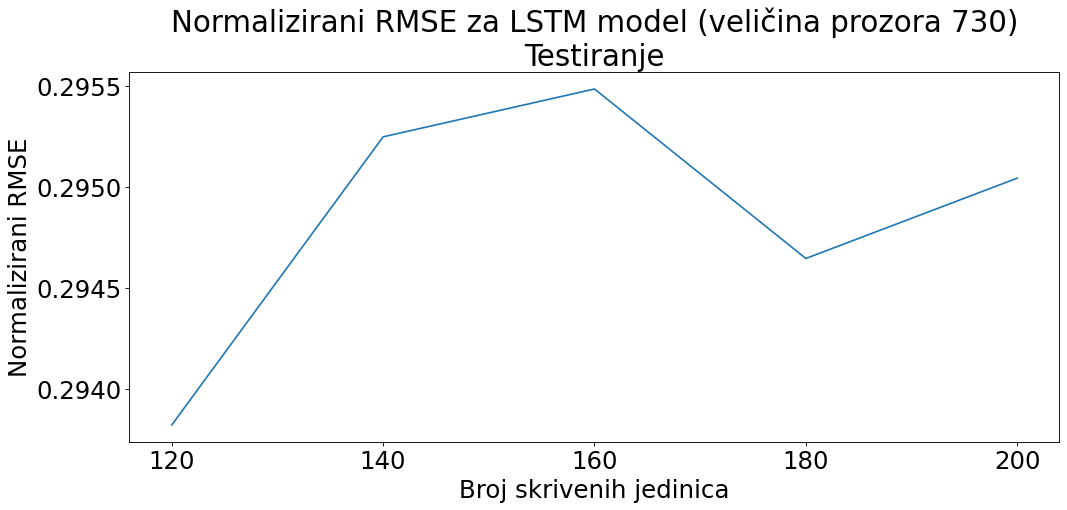 Normalizirani RMSE za LSTM model (veličina prozora 730)
Testiranje
Normalizirani RMSE
0.2955
0.2950
0.2945
0.2940
120 140 160 180 200
Broj skrivenih jedinica